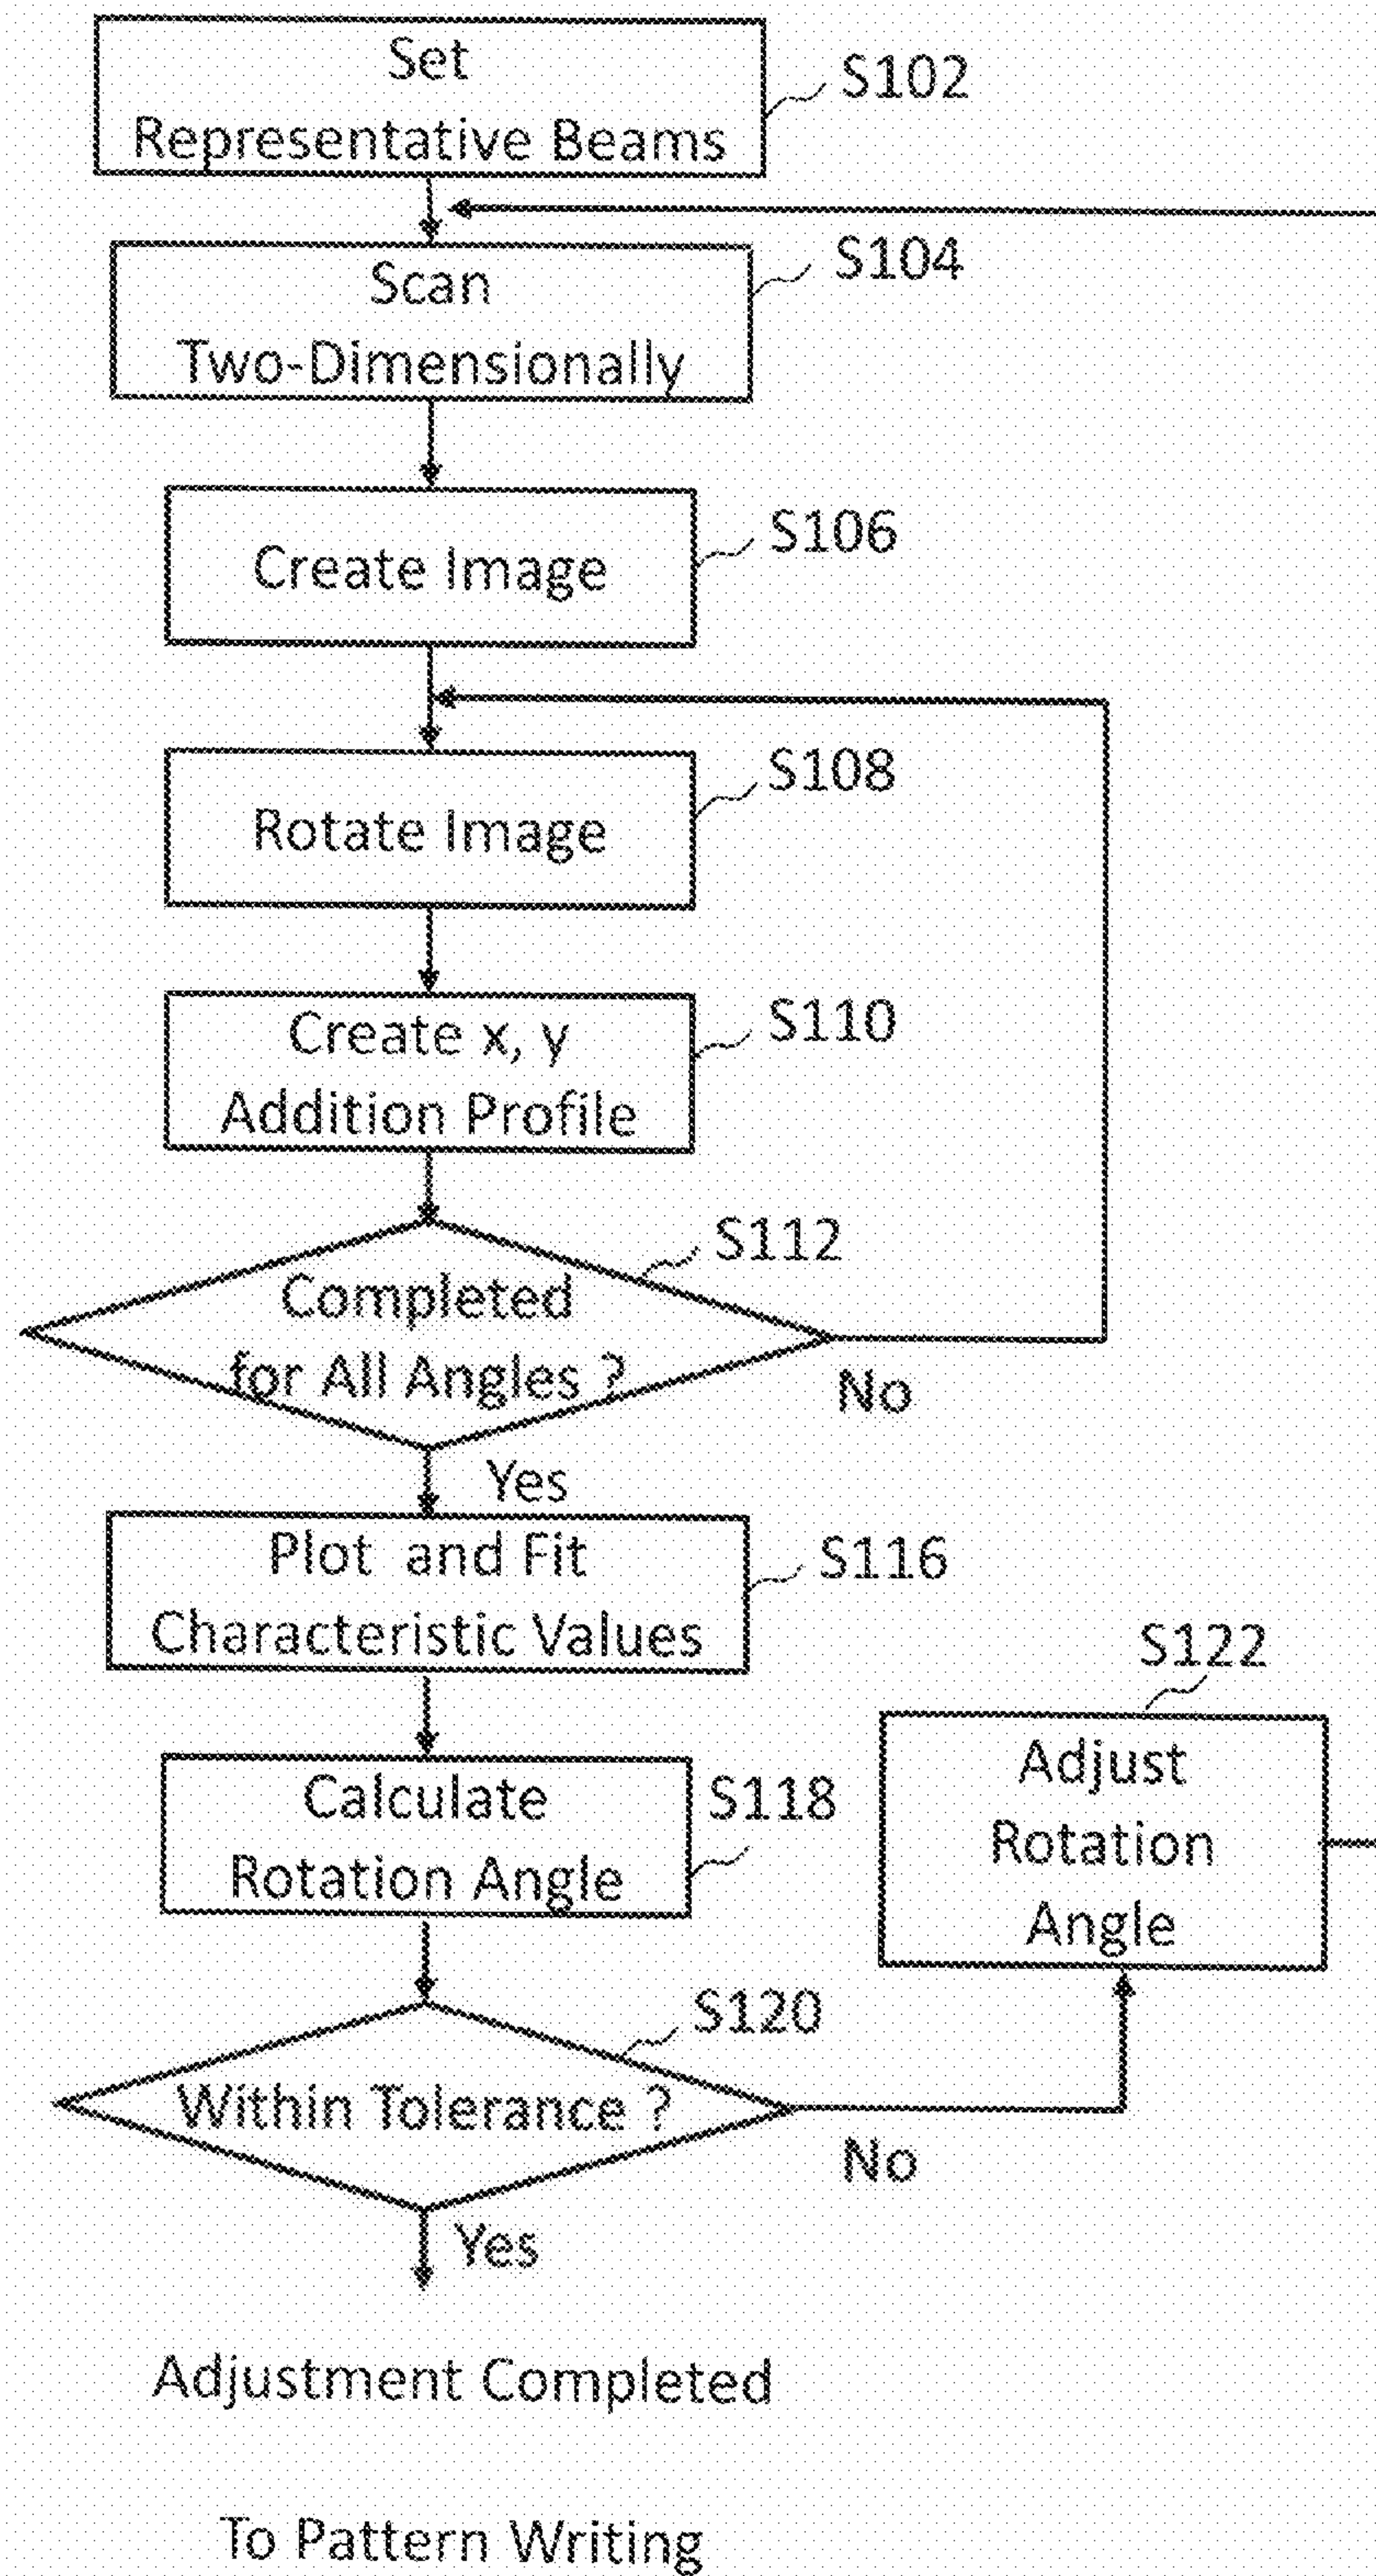 Set
Representative Beams
S102
Scan
Two-Dimensionally
S104
Create Image
S106
Rotate Image
S108
Create x, y
Addition Profile
S110
Completed
for All Angles ?
S112
No
Yes
Plot and Fit
Characteristic Values
S116
Calculate
Rotation Angle
S118
S122
Adjust
Rotation
Angle
Within Tolerance ?
S120
No
Yes
Adjustment Completed
To Pattern Writing